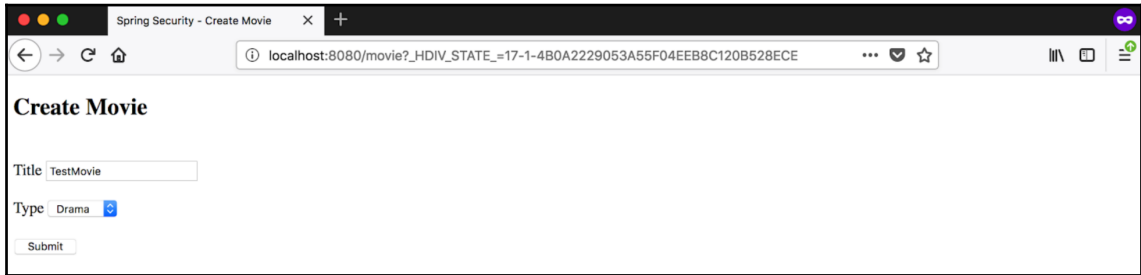 Spring Security - Create Movie
localhost:8080/movie?_HDIV_STATE_=17-1-4B0A2229053A55F04EEB8C120B528ECE
Create Movie
Title TestMovie
Type Drama
Submit